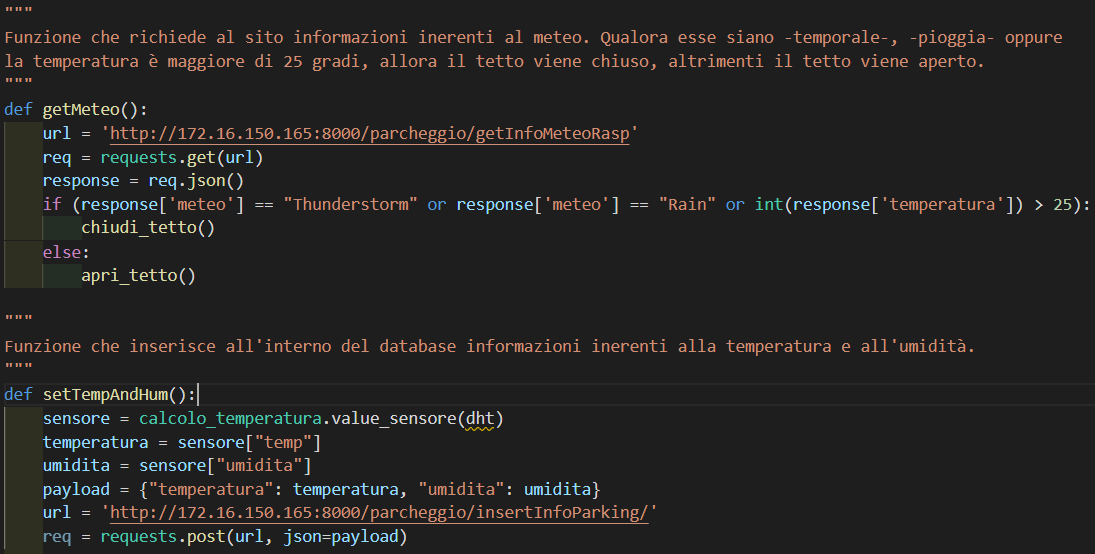 """
Funzione che richiede al sito informazioni inerenti al meteo. Qualora esse siano -temporale-, -pioggia- oppure
la temperatura è maggiore di 25 gradi, allora il tetto viene chiuso, altrimenti il tetto viene aperto.
"""
def getMeteo():
    url = 'http://172.16.150.165:8000/parcheggio/getInfoMeteoRasp'
    req = requests.get(url)
    response = req.json()
    if (response['meteo'] == "Thunderstorm" or response['meteo'] == "Rain" or int(response['temperatura']) > 25):
        chiudi_tetto()
    else:
        apri_tetto()

"""
Funzione che inserisce all'interno del database informazioni inerenti alla temperatura e all'umidità.
"""
def setTempAndHum():
    sensore = calcolo_temperatura.value_sensore(dht)
    temperatura = sensore["temp"]
    umidita = sensore["umidita"]
    payload = {"temperatura": temperatura, "umidita": umidita}
    url = 'http://172.16.150.165:8000/parcheggio/insertInfoParking/'
    req = requests.post(url, json=payload)